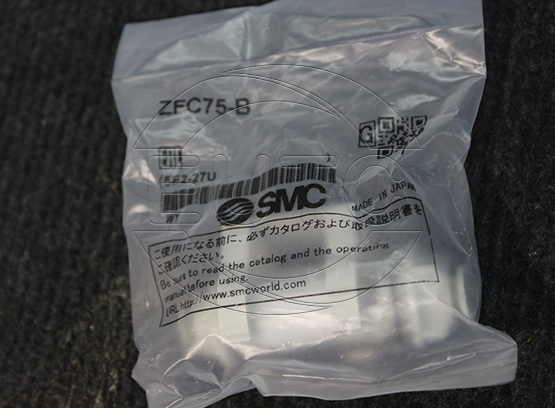 ZFC75-B
G
WT
SMC
MADE IN JAPAN
ご使用になる前に、必ずカタログおよび取扱説明書を
ご確認ください。
Be sure to read the catalog and the operating
manual before using.
URL http://www.smcworld.com